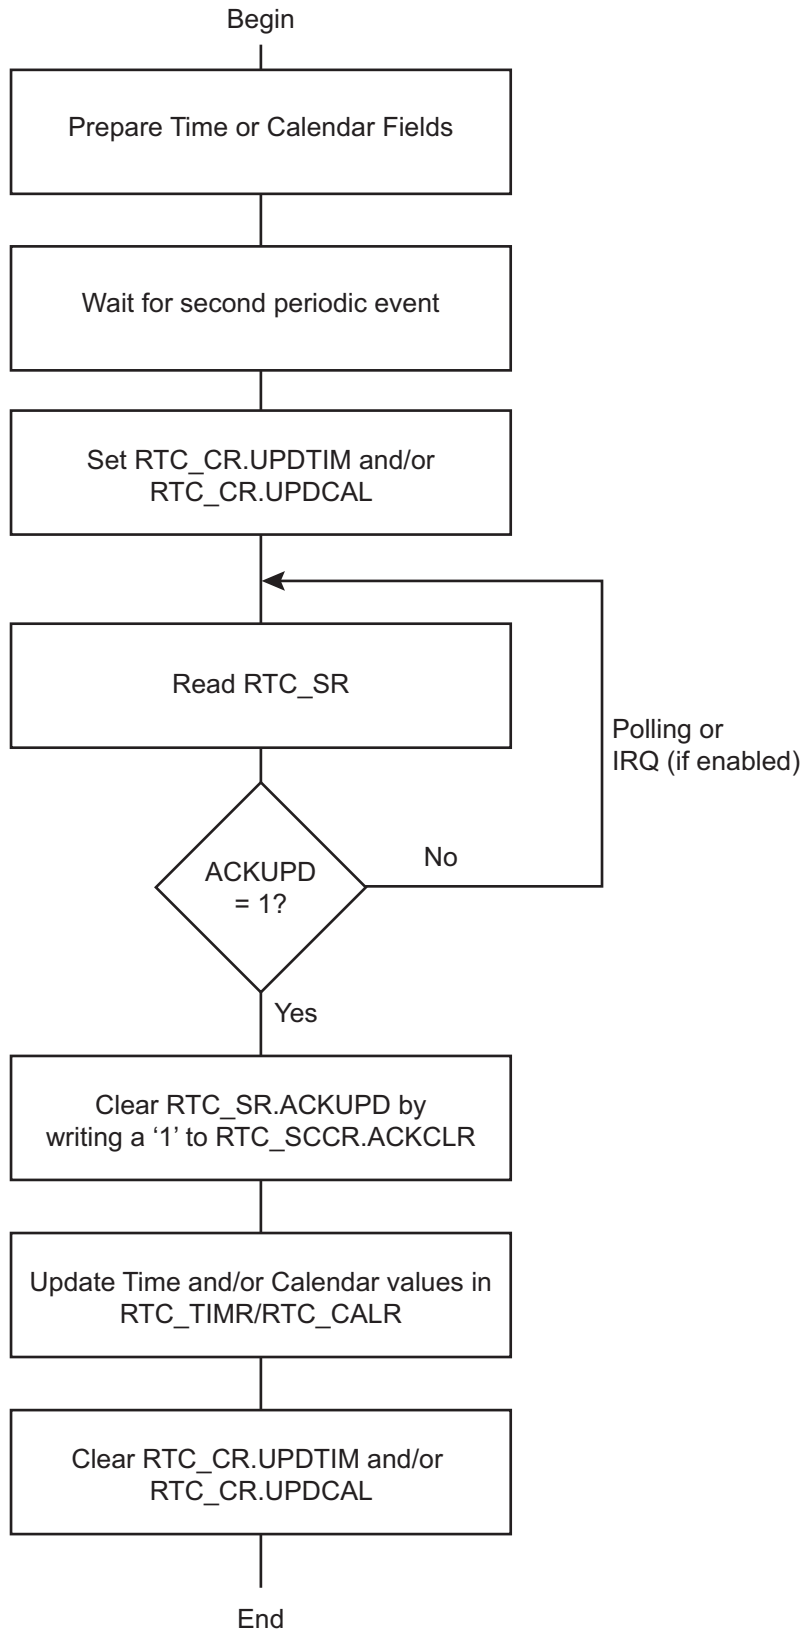 Begin
Prepare Time or Calendar Fields
Wait for second periodic event
Set RTC_CR.UPDTIM and/or
RTC_CR.UPDCAL
Read RTC_SR
Polling or
IRQ (if enabled)
ACKUPD
= 1?
No
Yes
Clear RTC_SR.ACKUPD by
writing a ‘1’ to RTC_SCCR.ACKCLR
Update Time and/or Calendar values in
RTC_TIMR/RTC_CALR
Clear RTC_CR.UPDTIM and/or
RTC_CR.UPDCAL
End